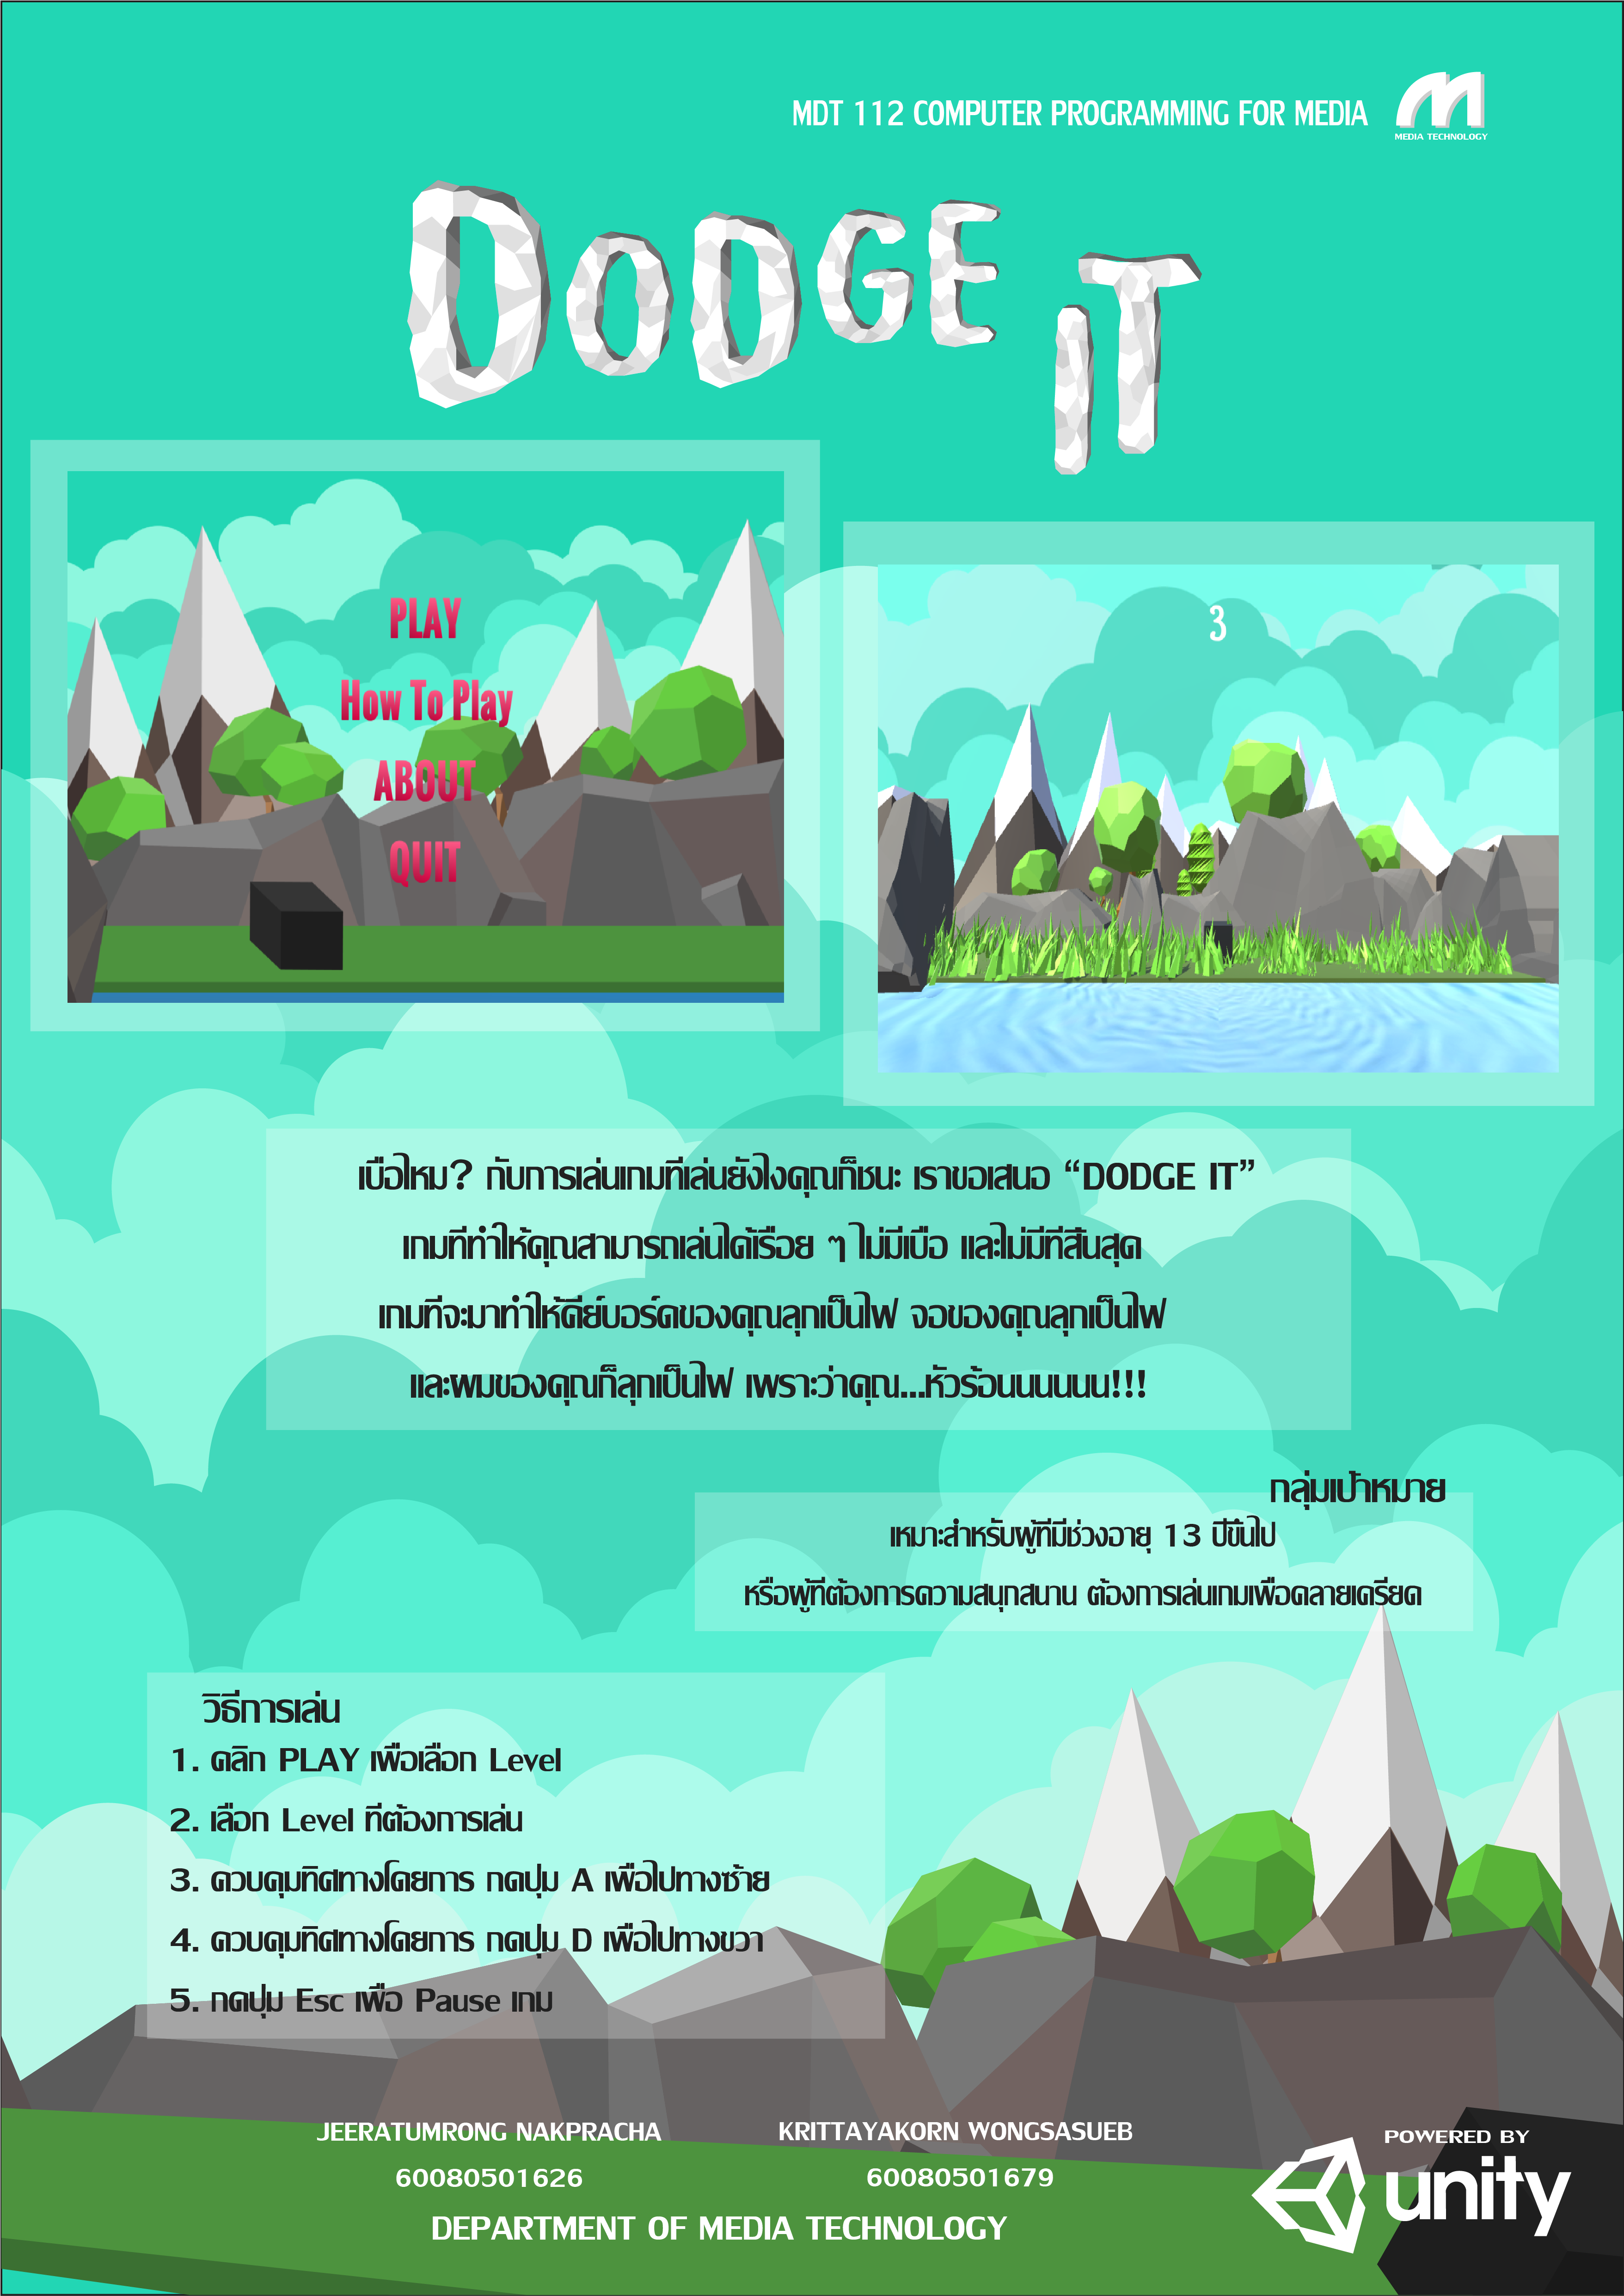 MDT 112 COMPUTER PROGRAMMING FOR MEDIA
MEDIA TECHNOLOGY
DODGE IT
PLAY
How To Play
ABOUT
QUIT
3
เบื่อไหม? กับการเล่นเกมที่เล่นยังไงคุณก็ชนะ เราขอเสนอ “DODGE IT”
เกมที่ทำให้คุณสามารถเล่นได้เรื่อย ๆ ไม่มีเบื่อ และไม่มีที่สิ้นสุด
เกมที่จะมาทำให้คีย์บอร์ดของคุณลุกเป็นไฟ จอของคุณลุกเป็นไฟ
และผมของคุณก็ลุกเป็นไฟ เพราะว่าคุณ...หัวร้อนนนนนน!!!
กลุ่มเป้าหมาย
เหมาะสำหรับผู้ที่มีช่วงอายุ 13 ปีขึ้นไป
หรือผู้ที่ต้องการความสนุกสนาน ต้องการเล่นเกมเพื่อคลายเครียด
วิธีการเล่น
1. คลิก PLAY เพื่อเลือก Level
2. เลือก Level ที่ต้องการเล่น
3. ควบคุมทิศทางโดยการ กดปุ่ม A เพื่อไปทางซ้าย
4. ควบคุมทิศทางโดยการ กดปุ่ม D เพื่อไปทางขวา
5. กดปุ่ม Esc เพื่อ Pause เกม
JEERATUMRONG NAKPRACHA
60080501626
KRITTAYAKORN WONGSASUEB
60080501679
DEPARTMENT OF MEDIA TECHNOLOGY
POWERED BY
unity